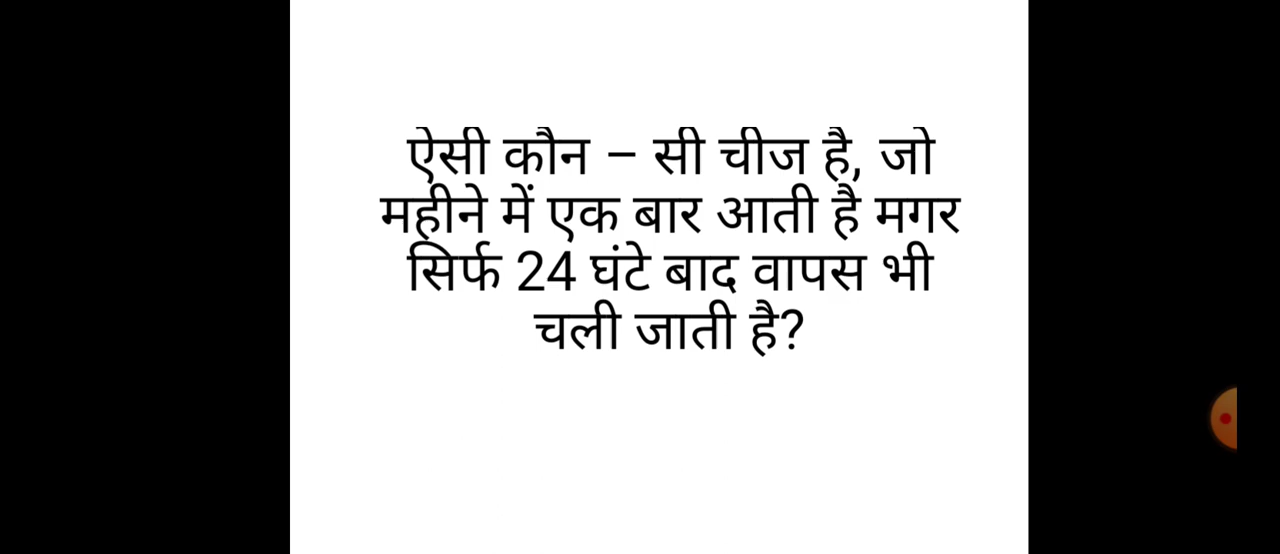 ऐसी कौन – सी चीज है, जो
महीने में एक बार आती है मगर
सिर्फ 24 घंटे बाद वापस भी
चली जाती है?